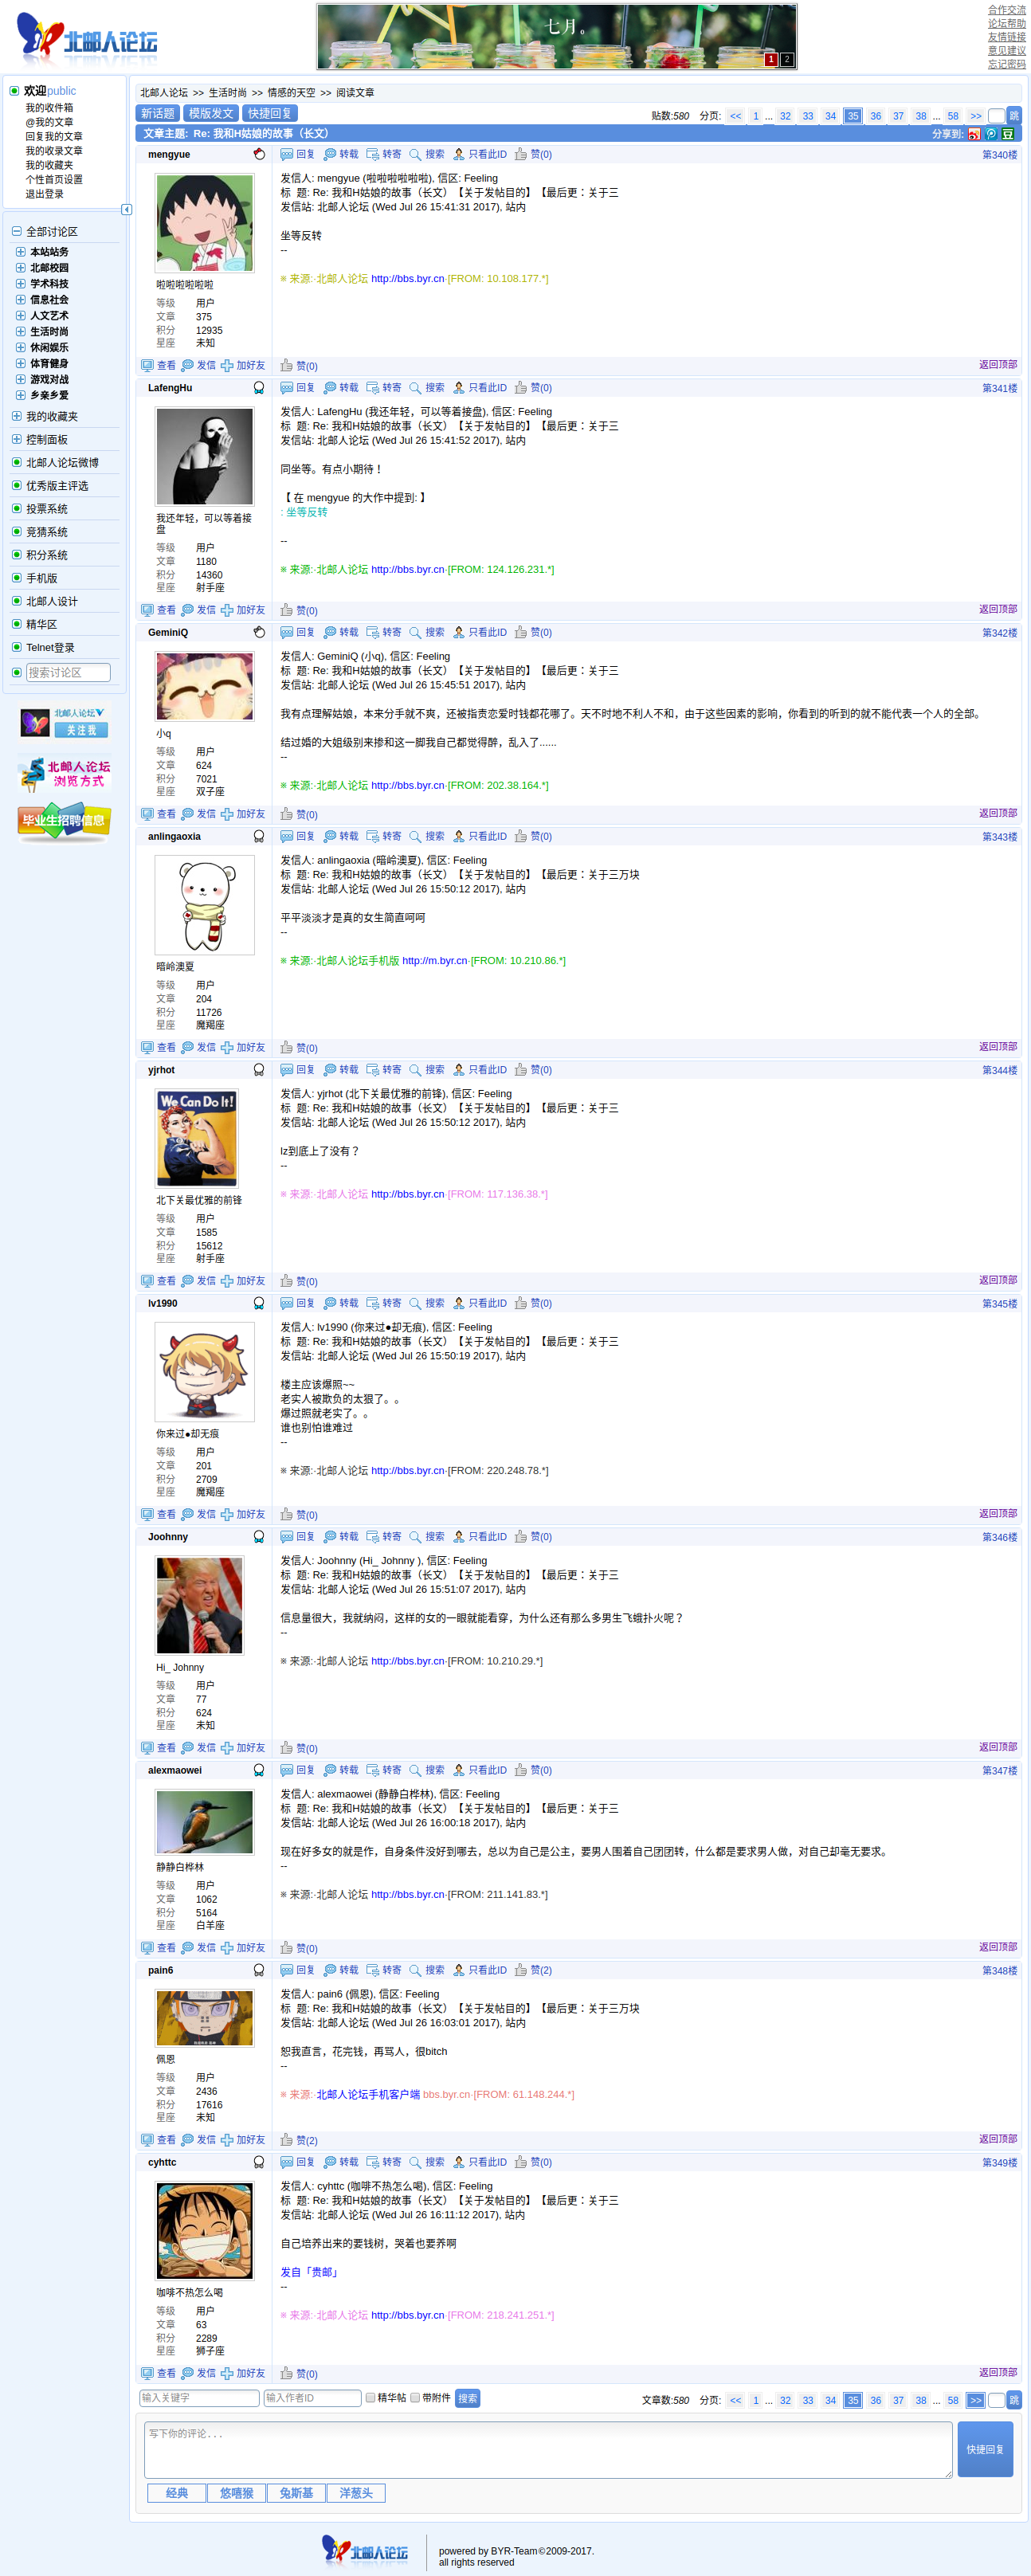 北邮人论坛
七月。
1 2
合作交流
论坛帮助
友情链接
意见建议
忘记密码
欢迎public
我的收件箱
@我的文章
回复我的文章
我的收录文章
我的收藏夹
个性首页设置
退出登录
全部讨论区
本站站务
北邮校园
学术科技
信息社会
人文艺术
生活时尚
休闲娱乐
体育健身
游戏对战
乡亲乡爱
我的收藏夹
控制面板
北邮人论坛微博
优秀版主评选
投票系统
竞猜系统
积分系统
手机版
北邮人设计
精华区
Telnet登录
搜索讨论区
北邮人论坛V
关注我
北邮人论坛
浏览方式
毕业生招聘信息
北邮人论坛 >> 生活时尚 >> 情感的天空 >> 阅读文章
新话题 模版发文 快捷回复
贴数:580 分页: << 1 ... 32 33 34 35 36 37 38 ... 58 >> 跳
文章主题: Re: 我和H姑娘的故事（长文）
分享到: 豆
mengyue 回复 转载 转寄 搜索 只看此ID 赞(0) 第340楼
啦啦啦啦啦啦
等级 用户
文章 375
积分 12935
星座 未知
发信人: mengyue (啦啦啦啦啦啦), 信区: Feeling
标 题: Re: 我和H姑娘的故事（长文）【关于发帖目的】【最后更：关于三
发信站: 北邮人论坛 (Wed Jul 26 15:41:31 2017), 站内
坐等反转
--
※ 来源:·北邮人论坛 http://bbs.byr.cn·[FROM: 10.108.177.*]
查看 发信 加好友 赞(0) 返回顶部
LafengHu 回复 转载 转寄 搜索 只看此ID 赞(0) 第341楼
我还年轻，可以等着接
盘
等级 用户
文章 1180
积分 14360
星座 射手座
发信人: LafengHu (我还年轻，可以等着接盘), 信区: Feeling
标 题: Re: 我和H姑娘的故事（长文）【关于发帖目的】【最后更：关于三
发信站: 北邮人论坛 (Wed Jul 26 15:41:52 2017), 站内
同坐等。有点小期待！
【 在 mengyue 的大作中提到: 】
: 坐等反转
--
※ 来源:·北邮人论坛 http://bbs.byr.cn·[FROM: 124.126.231.*]
查看 发信 加好友 赞(0) 返回顶部
GeminiQ 回复 转载 转寄 搜索 只看此ID 赞(0) 第342楼
小q
等级 用户
文章 624
积分 7021
星座 双子座
发信人: GeminiQ (小q), 信区: Feeling
标 题: Re: 我和H姑娘的故事（长文）【关于发帖目的】【最后更：关于三
发信站: 北邮人论坛 (Wed Jul 26 15:45:51 2017), 站内
我有点理解姑娘，本来分手就不爽，还被指责恋爱时钱都花哪了。天不时地不利人不和，由于这些因素的影响，你看到的听到的就不能代表一个人的全部。
结过婚的大姐级别来掺和这一脚我自己都觉得醉，乱入了......
--
※ 来源:·北邮人论坛 http://bbs.byr.cn·[FROM: 202.38.164.*]
查看 发信 加好友 赞(0) 返回顶部
anlingaoxia 回复 转载 转寄 搜索 只看此ID 赞(0) 第343楼
暗岭澳夏
等级 用户
文章 204
积分 11726
星座 魔羯座
发信人: anlingaoxia (暗岭澳夏), 信区: Feeling
标 题: Re: 我和H姑娘的故事（长文）【关于发帖目的】【最后更：关于三万块
发信站: 北邮人论坛 (Wed Jul 26 15:50:12 2017), 站内
平平淡淡才是真的女生简直呵呵
--
※ 来源:·北邮人论坛手机版 http://m.byr.cn·[FROM: 10.210.86.*]
查看 发信 加好友 赞(0) 返回顶部
yjrhot 回复 转载 转寄 搜索 只看此ID 赞(0) 第344楼
We Can Do It!
北下关最优雅的前锋
等级 用户
文章 1585
积分 15612
星座 射手座
发信人: yjrhot (北下关最优雅的前锋), 信区: Feeling
标 题: Re: 我和H姑娘的故事（长文）【关于发帖目的】【最后更：关于三
发信站: 北邮人论坛 (Wed Jul 26 15:50:12 2017), 站内
lz到底上了没有？
--
※ 来源:·北邮人论坛 http://bbs.byr.cn·[FROM: 117.136.38.*]
查看 发信 加好友 赞(0) 返回顶部
lv1990 回复 转载 转寄 搜索 只看此ID 赞(0) 第345楼
你来过●却无痕
等级 用户
文章 201
积分 2709
星座 魔羯座
发信人: lv1990 (你来过●却无痕), 信区: Feeling
标 题: Re: 我和H姑娘的故事（长文）【关于发帖目的】【最后更：关于三
发信站: 北邮人论坛 (Wed Jul 26 15:50:19 2017), 站内
楼主应该爆照~~
老实人被欺负的太狠了。。
爆过照就老实了。。
谁也别怕谁难过
--
※ 来源:·北邮人论坛 http://bbs.byr.cn·[FROM: 220.248.78.*]
查看 发信 加好友 赞(0) 返回顶部
Joohnny 回复 转载 转寄 搜索 只看此ID 赞(0) 第346楼
Hi_ Johnny
等级 用户
文章 77
积分 624
星座 未知
发信人: Joohnny (Hi_ Johnny ), 信区: Feeling
标 题: Re: 我和H姑娘的故事（长文）【关于发帖目的】【最后更：关于三
发信站: 北邮人论坛 (Wed Jul 26 15:51:07 2017), 站内
信息量很大，我就纳闷，这样的女的一眼就能看穿，为什么还有那么多男生飞蛾扑火呢？
--
※ 来源:·北邮人论坛 http://bbs.byr.cn·[FROM: 10.210.29.*]
查看 发信 加好友 赞(0) 返回顶部
alexmaowei 回复 转载 转寄 搜索 只看此ID 赞(0) 第347楼
静静白桦林
等级 用户
文章 1062
积分 5164
星座 白羊座
发信人: alexmaowei (静静白桦林), 信区: Feeling
标 题: Re: 我和H姑娘的故事（长文）【关于发帖目的】【最后更：关于三
发信站: 北邮人论坛 (Wed Jul 26 16:00:18 2017), 站内
现在好多女的就是作，自身条件没好到哪去，总以为自己是公主，要男人围着自己团团转，什么都是要求男人做，对自己却毫无要求。
--
※ 来源:·北邮人论坛 http://bbs.byr.cn·[FROM: 211.141.83.*]
查看 发信 加好友 赞(0) 返回顶部
pain6 回复 转载 转寄 搜索 只看此ID 赞(2) 第348楼
佩恩
等级 用户
文章 2436
积分 17616
星座 未知
发信人: pain6 (佩恩), 信区: Feeling
标 题: Re: 我和H姑娘的故事（长文）【关于发帖目的】【最后更：关于三万块
发信站: 北邮人论坛 (Wed Jul 26 16:03:01 2017), 站内
恕我直言，花完钱，再骂人，很bitch
--
※ 来源:·北邮人论坛手机客户端 bbs.byr.cn·[FROM: 61.148.244.*]
查看 发信 加好友 赞(2) 返回顶部
cyhttc 回复 转载 转寄 搜索 只看此ID 赞(0) 第349楼
咖啡不热怎么喝
等级 用户
文章 63
积分 2289
星座 狮子座
发信人: cyhttc (咖啡不热怎么喝), 信区: Feeling
标 题: Re: 我和H姑娘的故事（长文）【关于发帖目的】【最后更：关于三
发信站: 北邮人论坛 (Wed Jul 26 16:11:12 2017), 站内
自己培养出来的要钱树，哭着也要养啊
发自「贵邮」
--
※ 来源:·北邮人论坛 http://bbs.byr.cn·[FROM: 218.241.251.*]
查看 发信 加好友 赞(0) 返回顶部
输入关键字 输入作者ID 精华帖 带附件 搜索
文章数:580 分页: << 1 ... 32 33 34 35 36 37 38 ... 58 >> 跳
写下你的评论...
快捷回复
经典 悠嘻猴 兔斯基 洋葱头
北邮人论坛
powered by BYR-Team©2009-2017.
all rights reserved